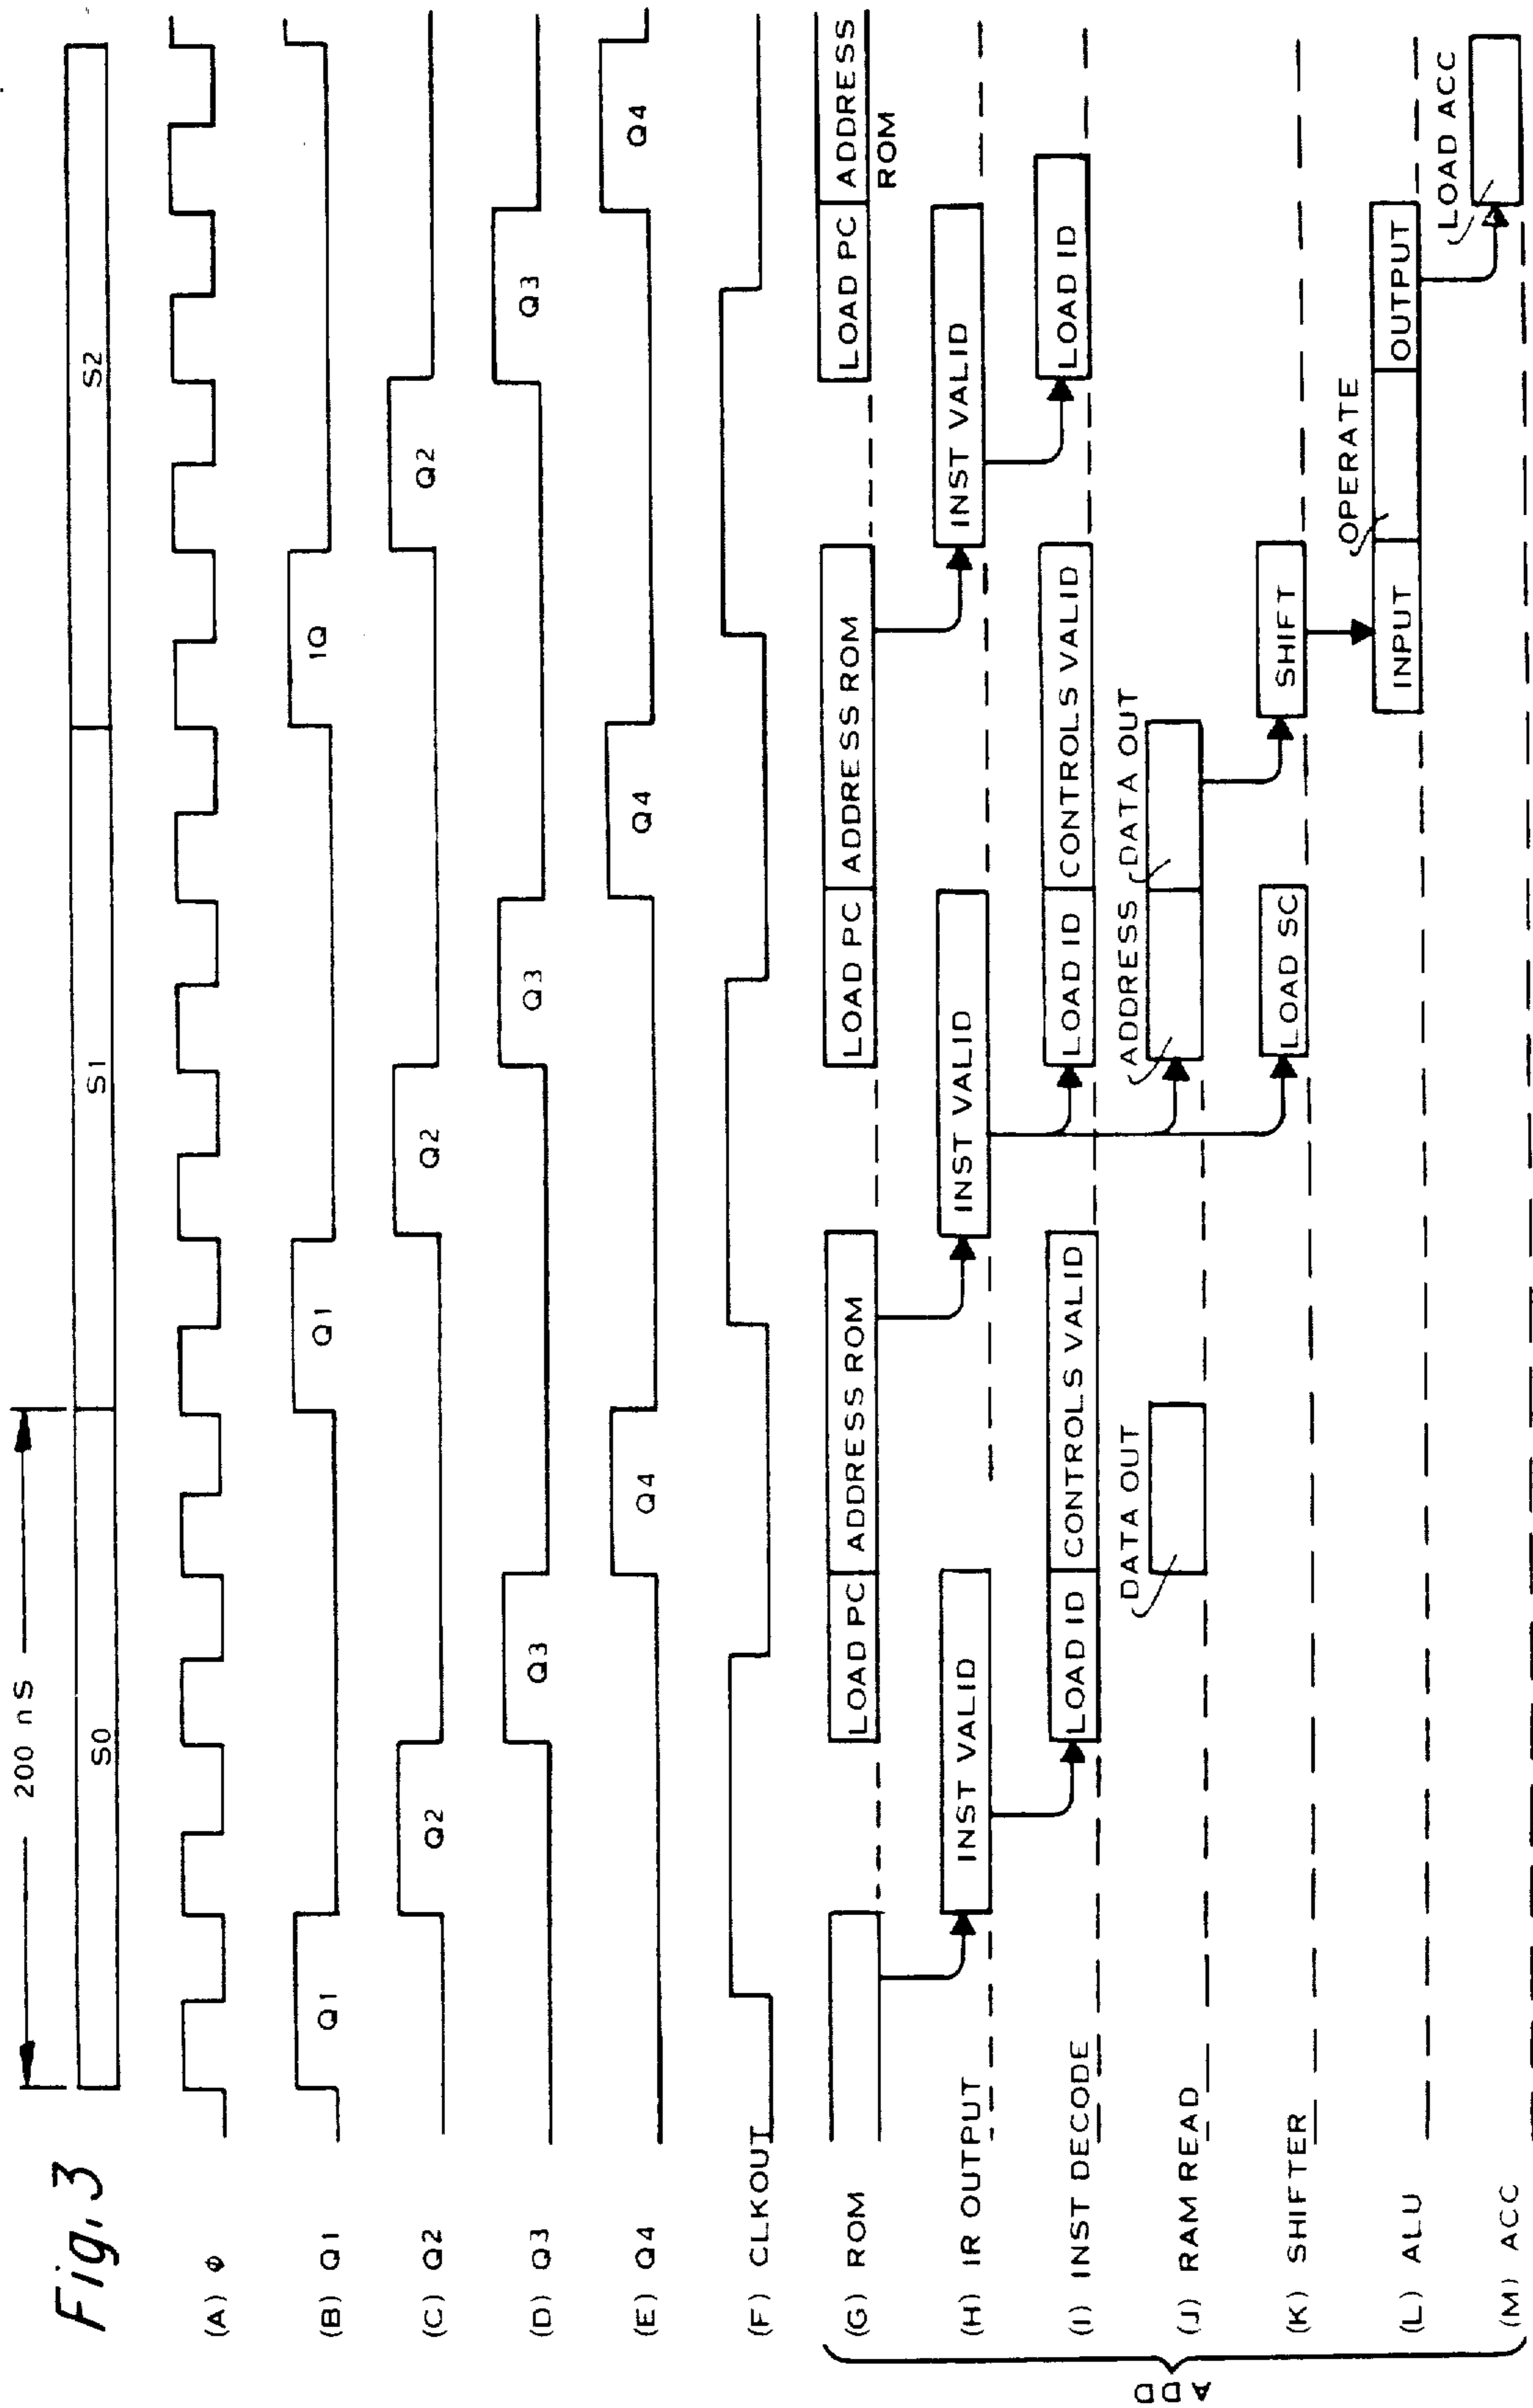 Fig. 3
200 nS
S0 S1 S2
(A) Φ
(B) Q1 Q1 Q1 1Q
(C) Q2 Q2 Q2 Q2
(D) Q3 Q3 Q3 Q3
(E) Q4 Q4 Q4 Q4
(F) CLKOUT
(G) ROM LOAD PC ADDRESS ROM LOAD PC ADDRESS ROM LOAD PC ADDRESS
ROM
(H) IR OUTPUT INST VALID INST VALID INST VALID
(I) INST DECODE LOAD ID CONTROLS VALID LOAD ID CONTROLS VALID LOAD ID
DATA OUT ADDRESS DATA OUT
(J) RAM READ
(K) SHIFTER LOAD SC SHIFT
OPERATE
(L) ALU INPUT OUTPUT
LOAD ACC
(M) ACC
ADD